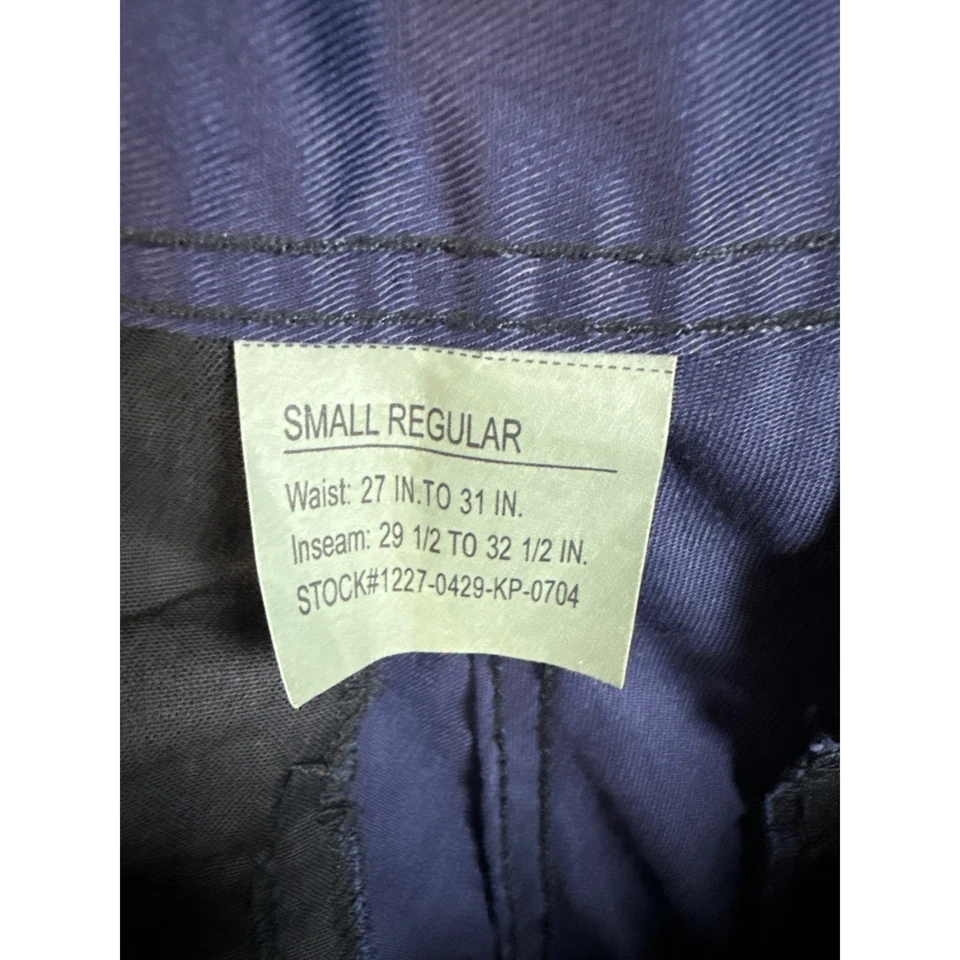 SMALL REGULAR
Waist: 27 IN.TO 31 IN.
Inseam: 29 1/2 TO 32 1/2 IN.
STOCK#1227-0429-KP-0704